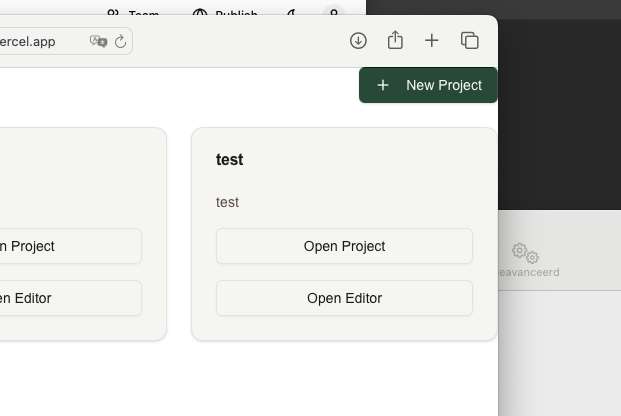 Team
Publish
ercel.app
New Project
test
test
n Project
Open Project
en Editor
Open Editor
eavanceerd